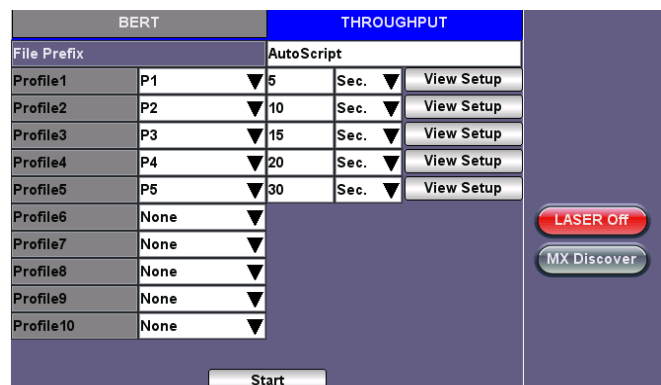 BERT THROUGHPUT
File Prefix AutoScript
Profile1 P1 5 Sec. View Setup
Profile2 P2 10 Sec. View Setup
Profile3 P3 15 Sec. View Setup
Profile4 P4 20 Sec. View Setup
Profile5 P5 30 Sec. View Setup
Profile6 None
LASER Off
Profile7 None
MX Discover
Profile8 None
Profile9 None
Profile10 None
Start